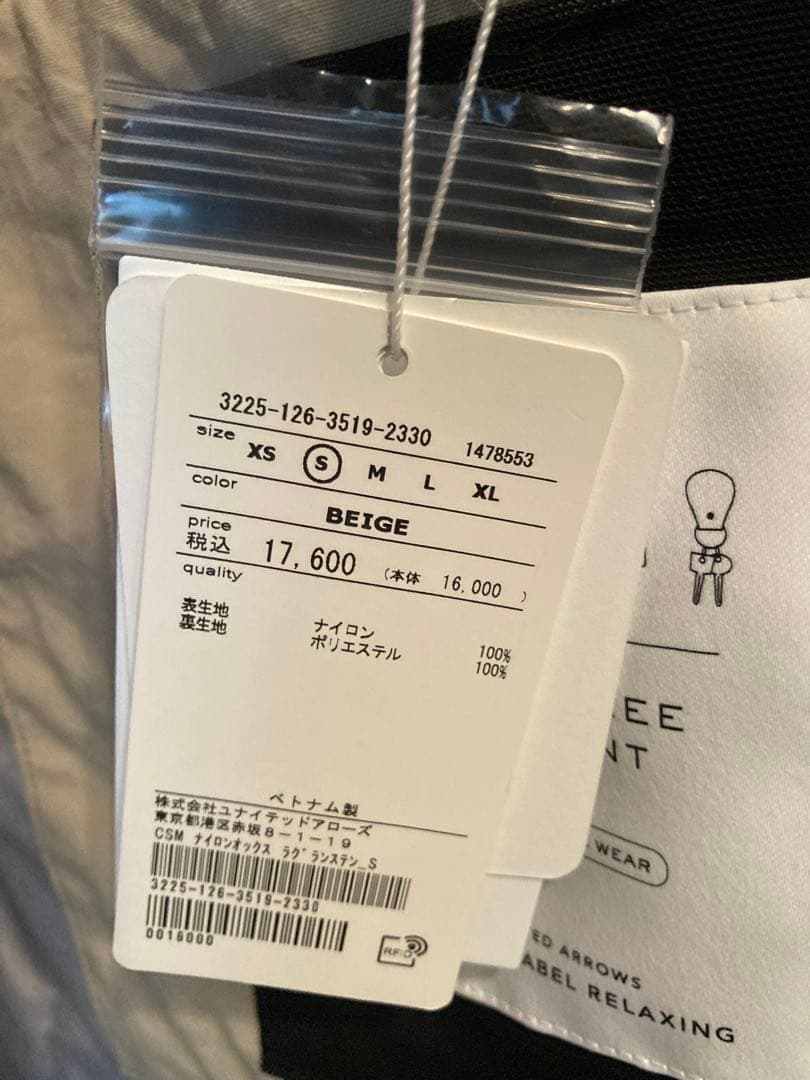 3225-126-3519-2330 1478553
size XS S M L XL
color
BEIGE
price
税込 17,600 (本体 16,000 )
quality
表生地 ナイロン 100%
裏生地 ポリエステル 100%
ベトナム製
株式会社ユナイテッドアローズ
東京都港区赤坂8-1-19
CSM ナイロンオックス ラグランステン_S
3225-126-3519-2330
0016000
RFID
EE
NT
WEAR
ED ARROWS
ABEL RELAXING